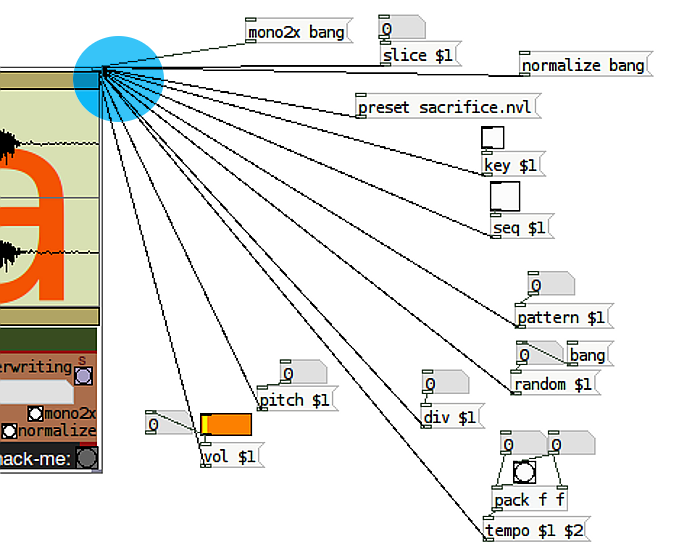 mono2x bang
0
slice $1
normalize bang
preset sacrifice.nvl
key $1
seq $1
a
0
pattern $1
0
bang
random $1
0
pitch $1
0
div $1
0
vol $1
0
0
pack f f
tempo $1 $2
erwriting
s
mono2x
normalize
hack-me: